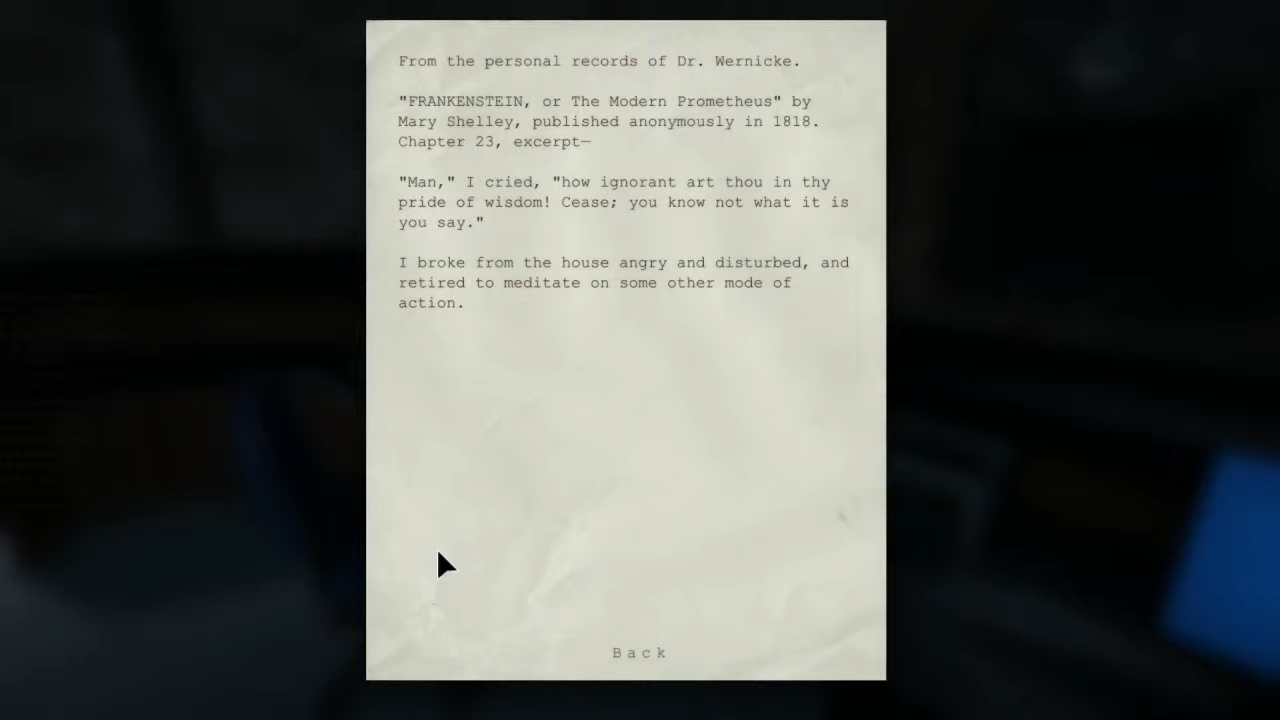 From the personal records of Dr. Wernicke.
"FRANKENSTEIN, or The Modern Prometheus" by
Mary Shelley, published anonymously in 1818.
Chapter 23, excerpt—
"Man," I cried, "how ignorant art thou in thy
pride of wisdom! Cease; you know not what it is
you say."
I broke from the house angry and disturbed, and
retired to meditate on some other mode of
action.
Back